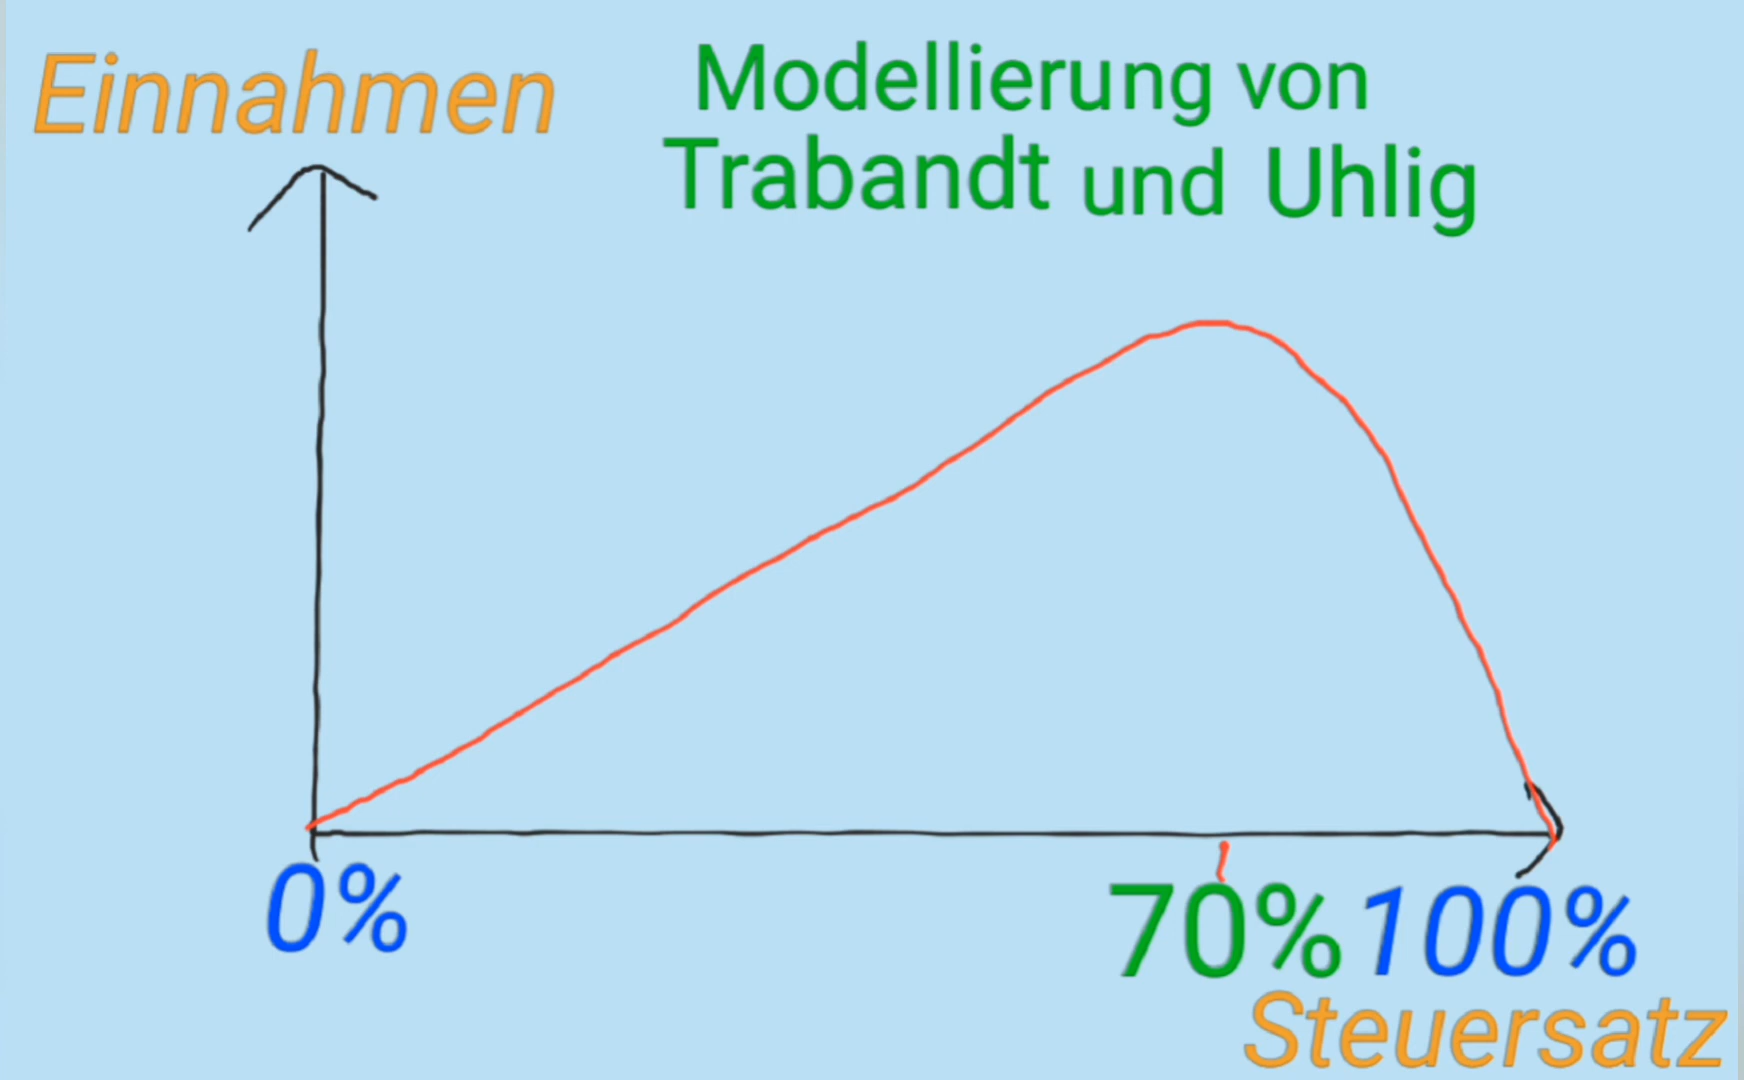 Einnahmen
Modellierung von
Trabandt und Uhlig
0%
70%
100%
Steuersatz